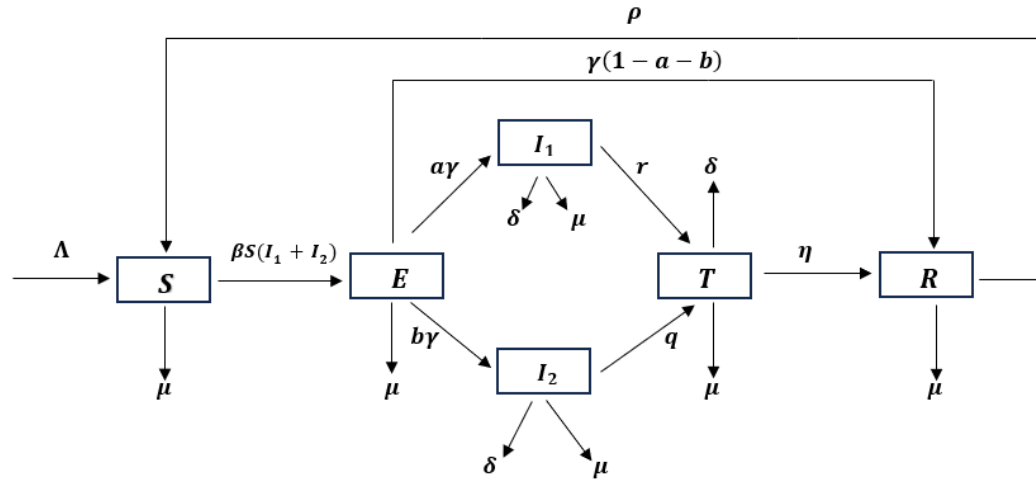 ρ
γ(1 − a − b)
I₁
aγ
r
δ
δ
μ
Λ
βS(I₁ + I₂)
η
S
E
T
R
bγ
q
μ
μ
I₂
μ
μ
δ
μ